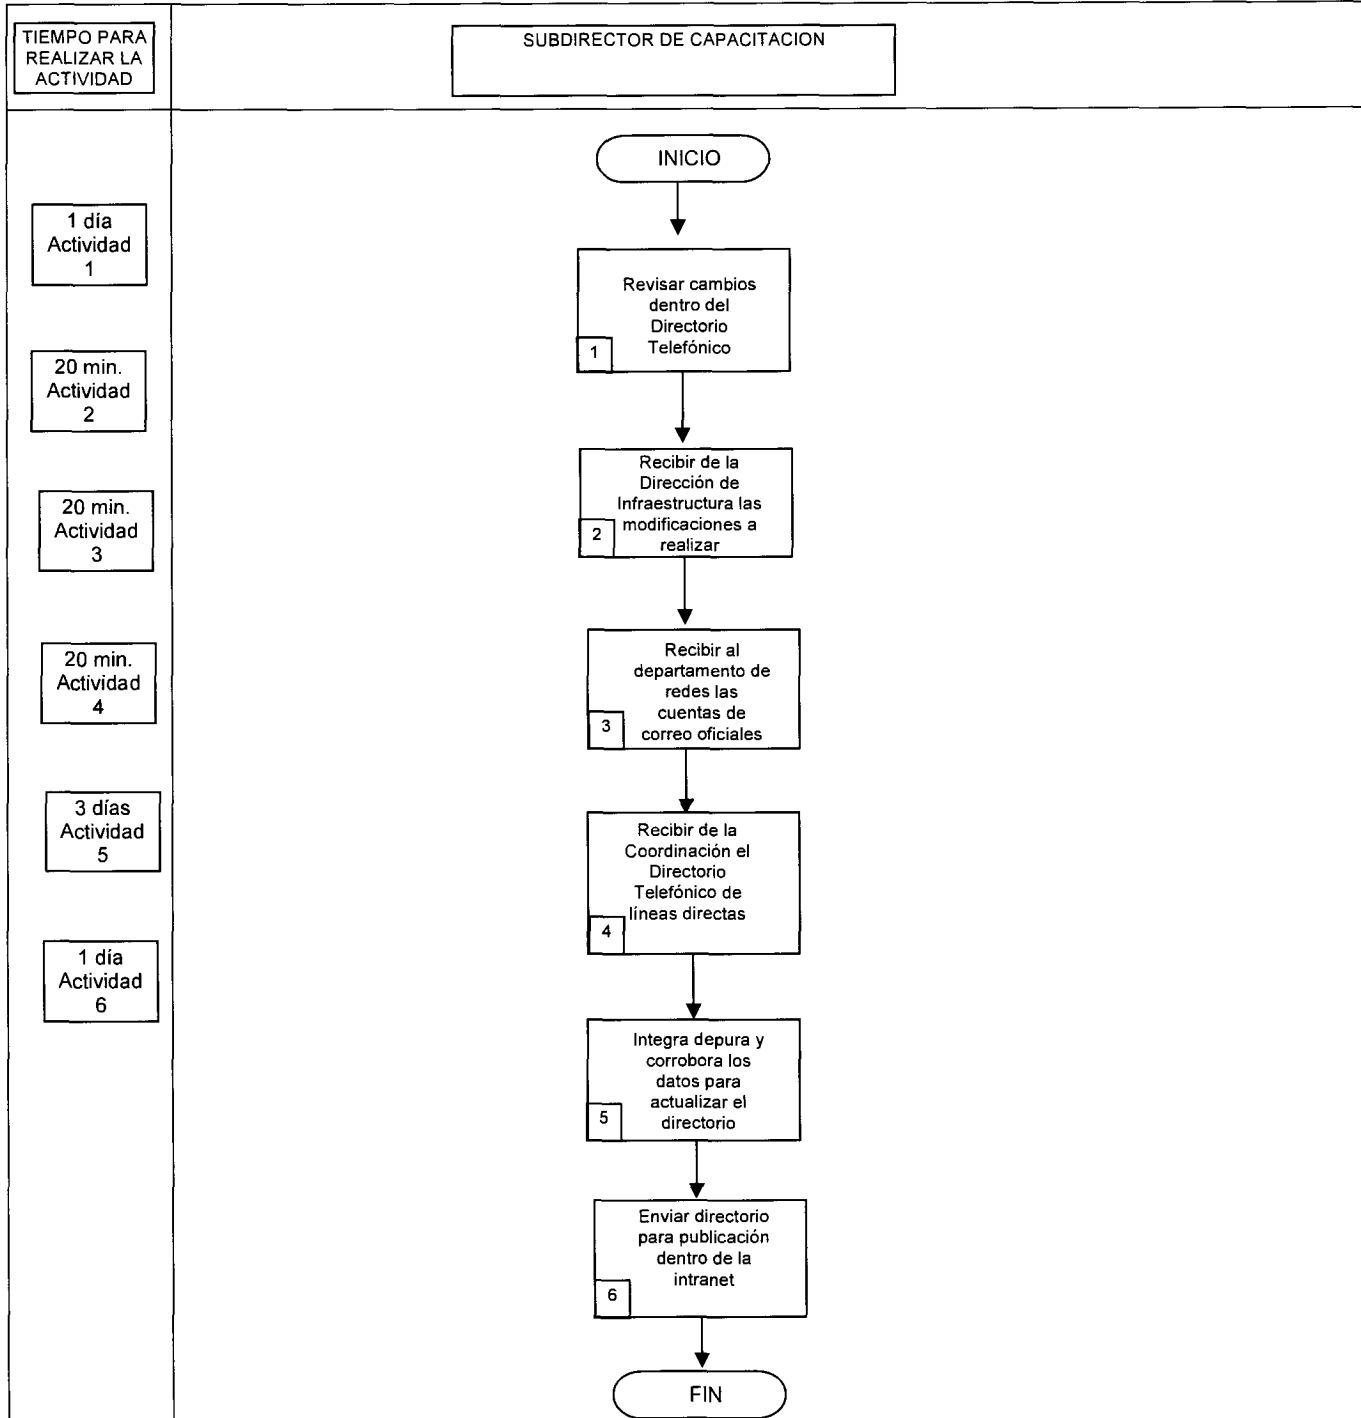 TIEMPO PARA
REALIZAR LA
ACTIVIDAD
SUBDIRECTOR DE CAPACITACION
INICIO
1 día
Actividad
1
Revisar cambios
dentro del
Directorio
Telefónico
1
20 min.
Actividad
2
Recibir de la
Dirección de
Infraestructura las
modificaciones a
realizar
2
20 min.
Actividad
3
Recibir al
departamento de
redes las
cuentas de
correo oficiales
3
20 min.
Actividad
4
Recibir de la
Coordinación el
Directorio
Telefónico de
líneas directas
4
3 días
Actividad
5
Integra depura y
corrobora los
datos para
actualizar el
directorio
5
1 día
Actividad
6
Enviar directorio
para publicación
dentro de la
intranet
6
FIN